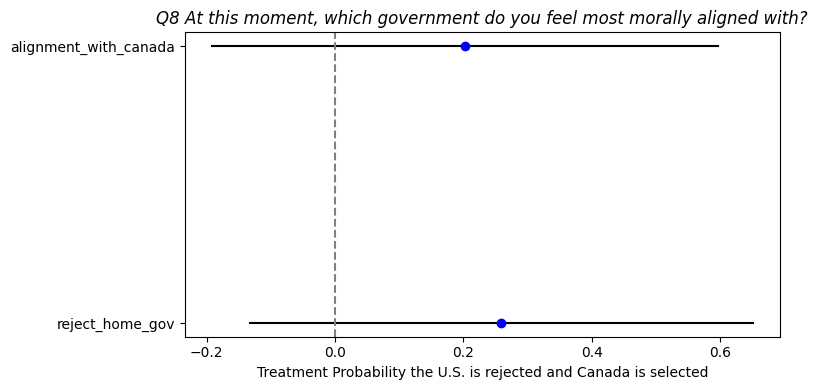 Q8 At this moment, which government do you feel most morally aligned with?
alignment_with_canada
reject_home_gov
−0.2 0.0 0.2 0.4 0.6
Treatment Probability the U.S. is rejected and Canada is selected